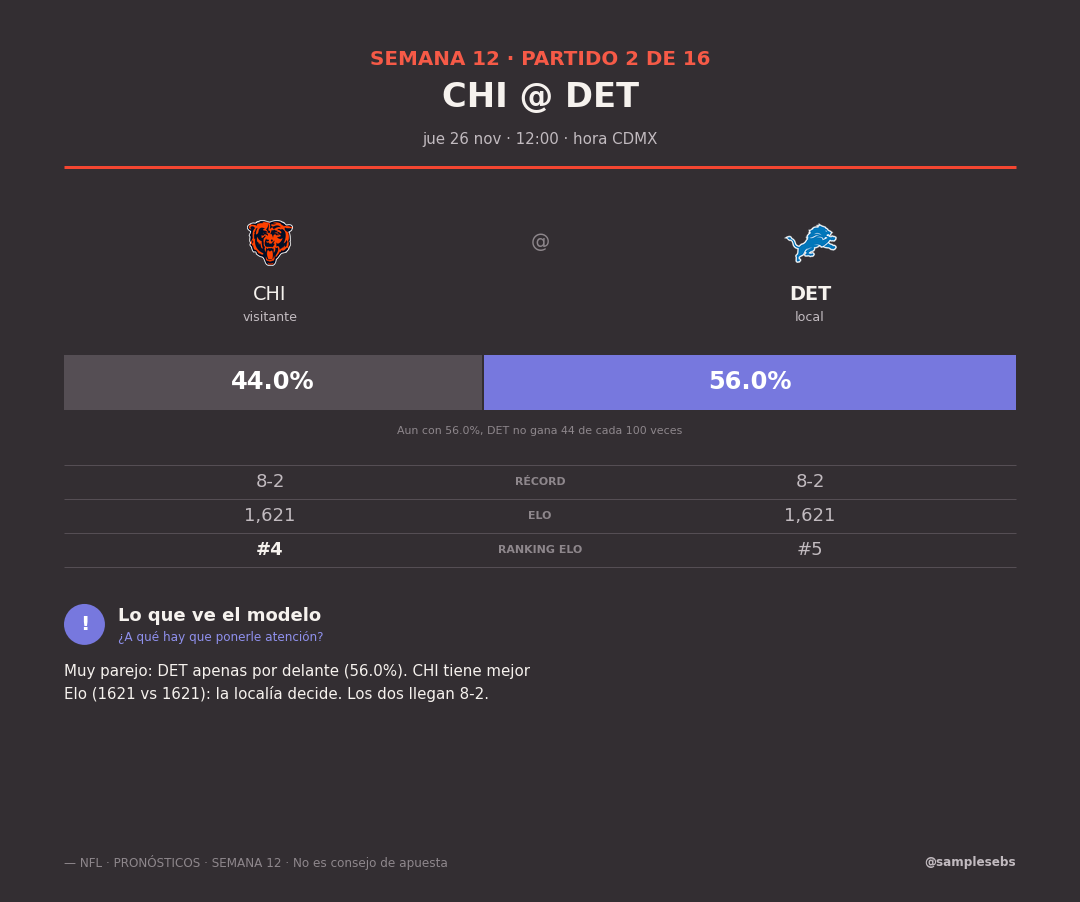 SEMANA 12 · PARTIDO 2 DE 16
CHI @ DET
jue 26 nov · 12:00 · hora CDMX
@
CHI
visitante
DET
local
44.0%
56.0%
Aun con 56.0%, DET no gana 44 de cada 100 veces
8-2 RÉCORD 8-2
1,621 ELO 1,621
#4 RANKING ELO #5
!
Lo que ve el modelo
¿A qué hay que ponerle atención?
Muy parejo: DET apenas por delante (56.0%). CHI tiene mejor
Elo (1621 vs 1621): la localía decide. Los dos llegan 8-2.
— NFL · PRONÓSTICOS · SEMANA 12 · No es consejo de apuesta
@samplesebs